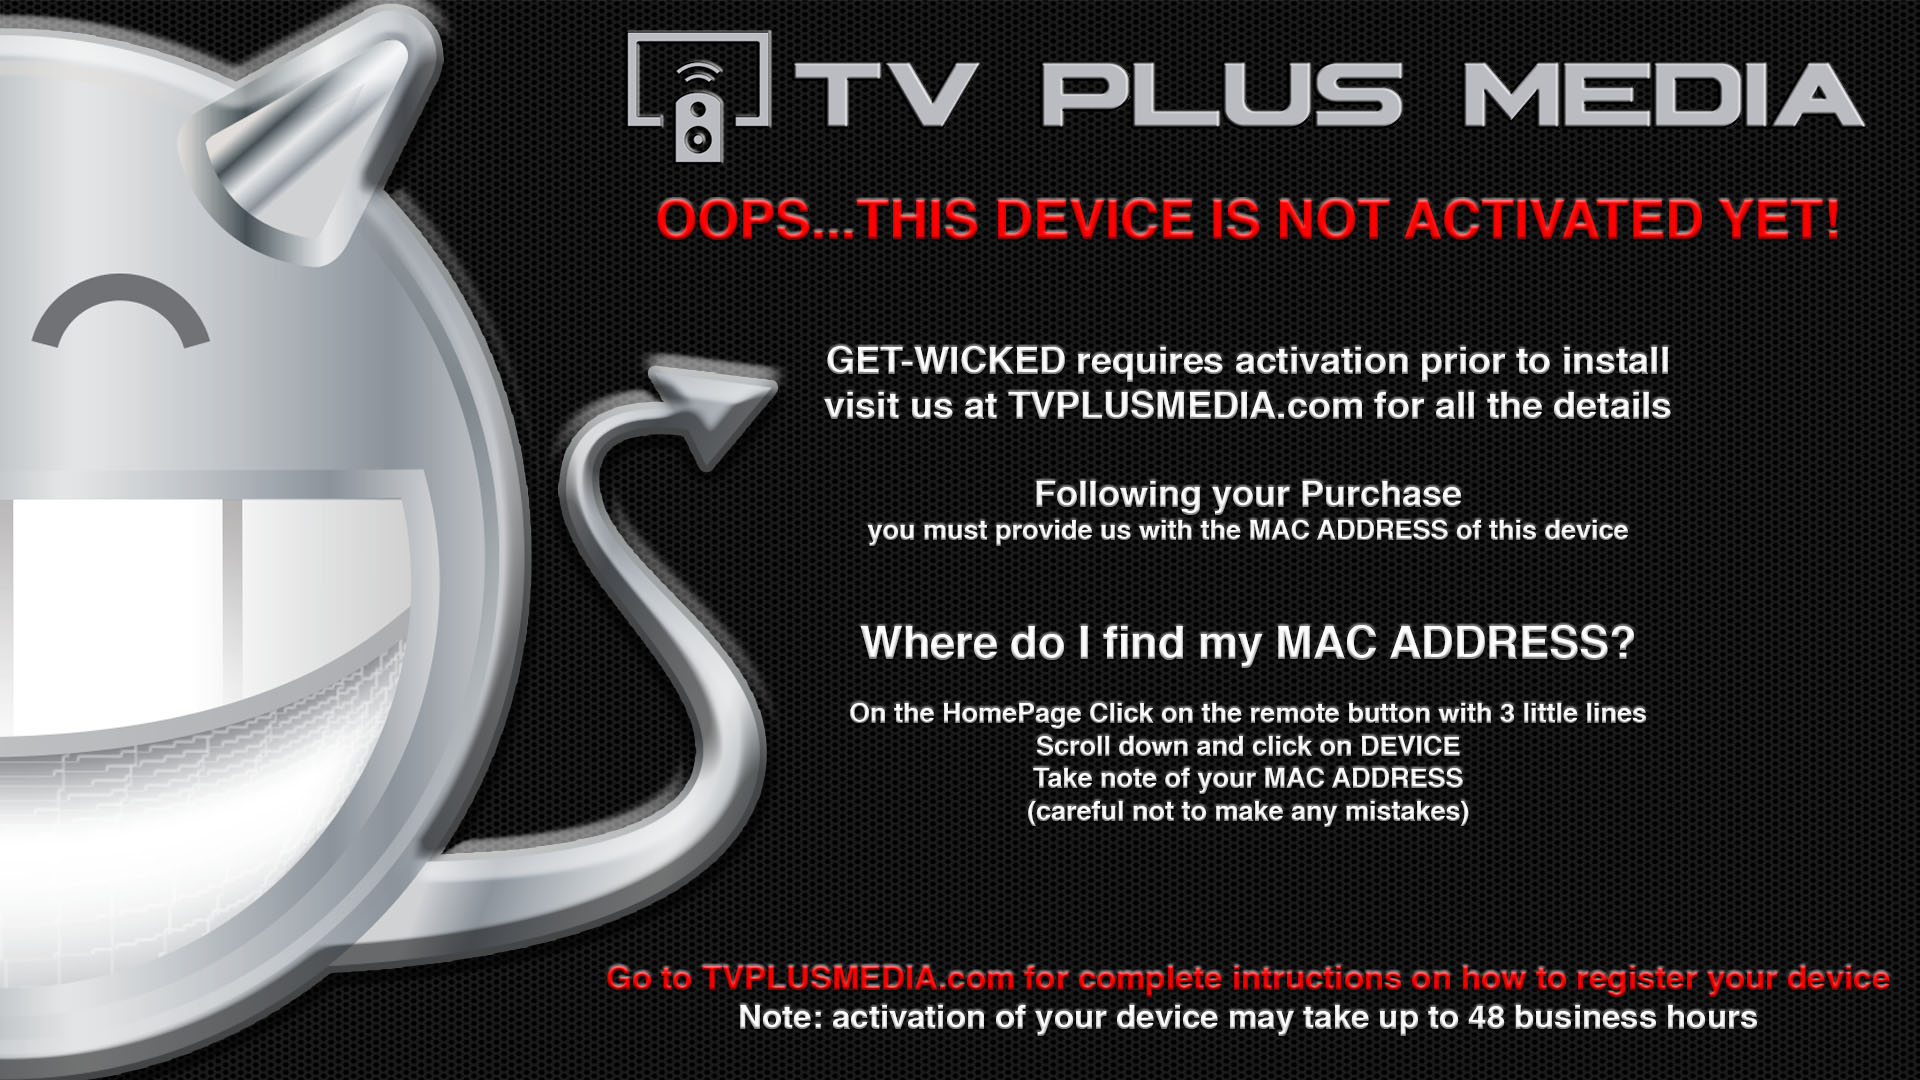 TV PLUS MEDIA
OOPS...THIS DEVICE IS NOT ACTIVATED YET!
GET-WICKED requires activation prior to install
visit us at TVPLUSMEDIA.com for all the details
Following your Purchase
you must provide us with the MAC ADDRESS of this device
Where do I find my MAC ADDRESS?
On the HomePage Click on the remote button with 3 little lines
Scroll down and click on DEVICE
Take note of your MAC ADDRESS
(careful not to make any mistakes)
Go to TVPLUSMEDIA.com for complete intructions on how to register your device
Note: activation of your device may take up to 48 business hours